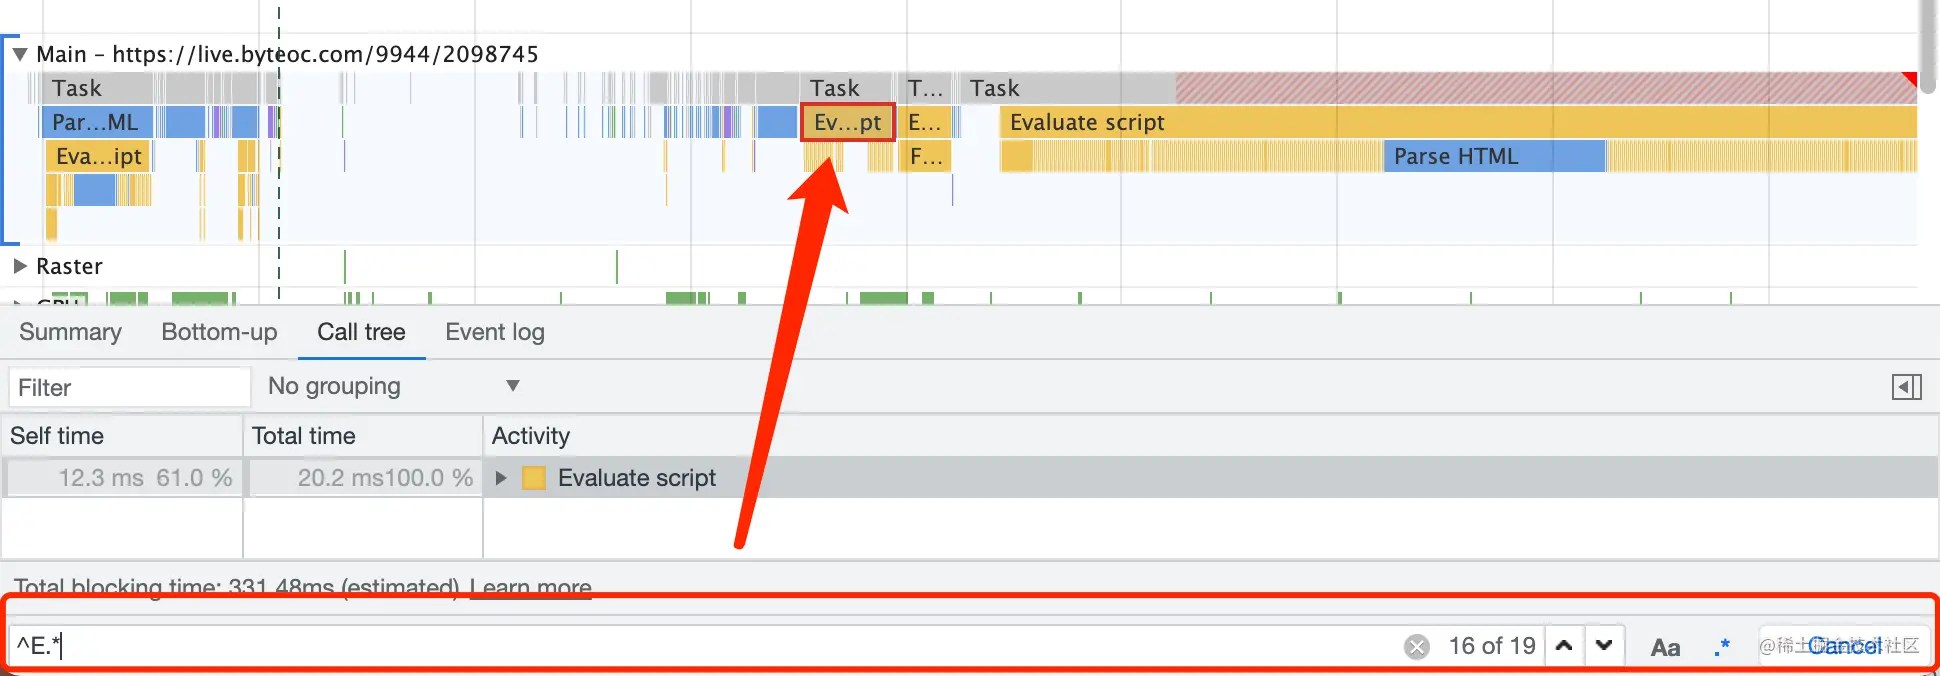 Main – https://live.byteoc.com/9944/2098745
Task Task T... Task
Par...ML Ev...pt E... Evaluate script
Eva...ipt F... Parse HTML
Raster
GPU
Summary Bottom-up Call tree Event log
Filter No grouping
Self time Total time Activity
12.3 ms 61.0 % 20.2 ms 100.0 % Evaluate script
Total blocking time: 331.48ms (estimated) Learn more
^E.* 16 of 19 Aa .* Cancel
@稀土掘金技术社区